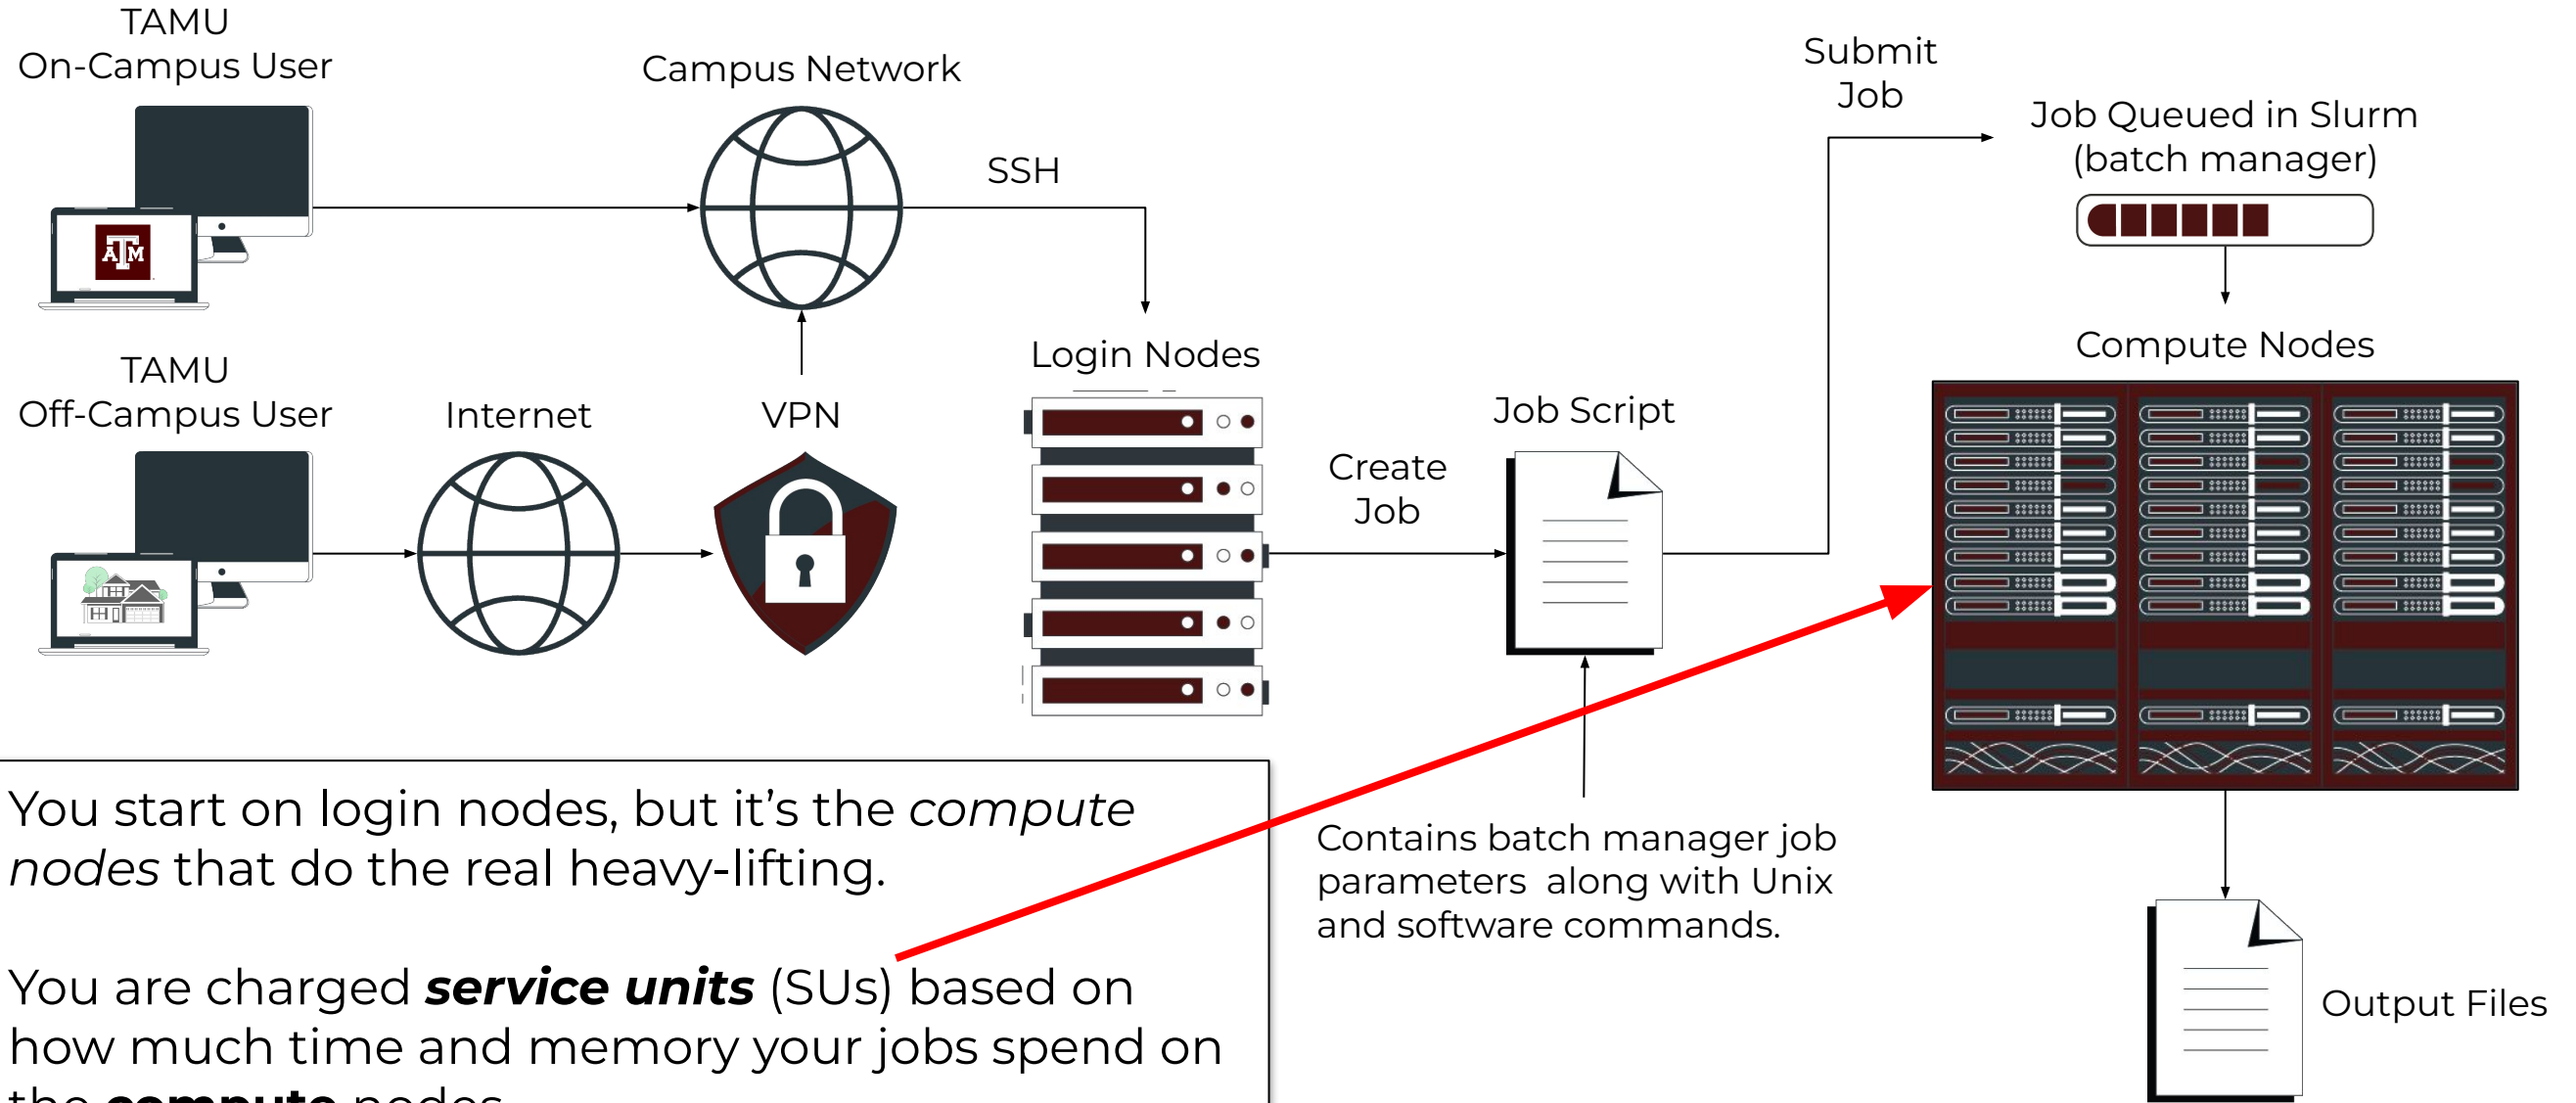 TAMU
On-Campus User
Campus Network
SSH
Submit
Job
Job Queued in Slurm
(batch manager)
TAMU
Off-Campus User
Internet
VPN
Login Nodes
Create
Job
Job Script
Compute Nodes
A T M
You start on login nodes, but it’s the compute
nodes that do the real heavy-lifting.
You are charged service units (SUs) based on
how much time and memory your jobs spend on
the compute nodes
Contains batch manager job
parameters along with Unix
and software commands.
Output Files